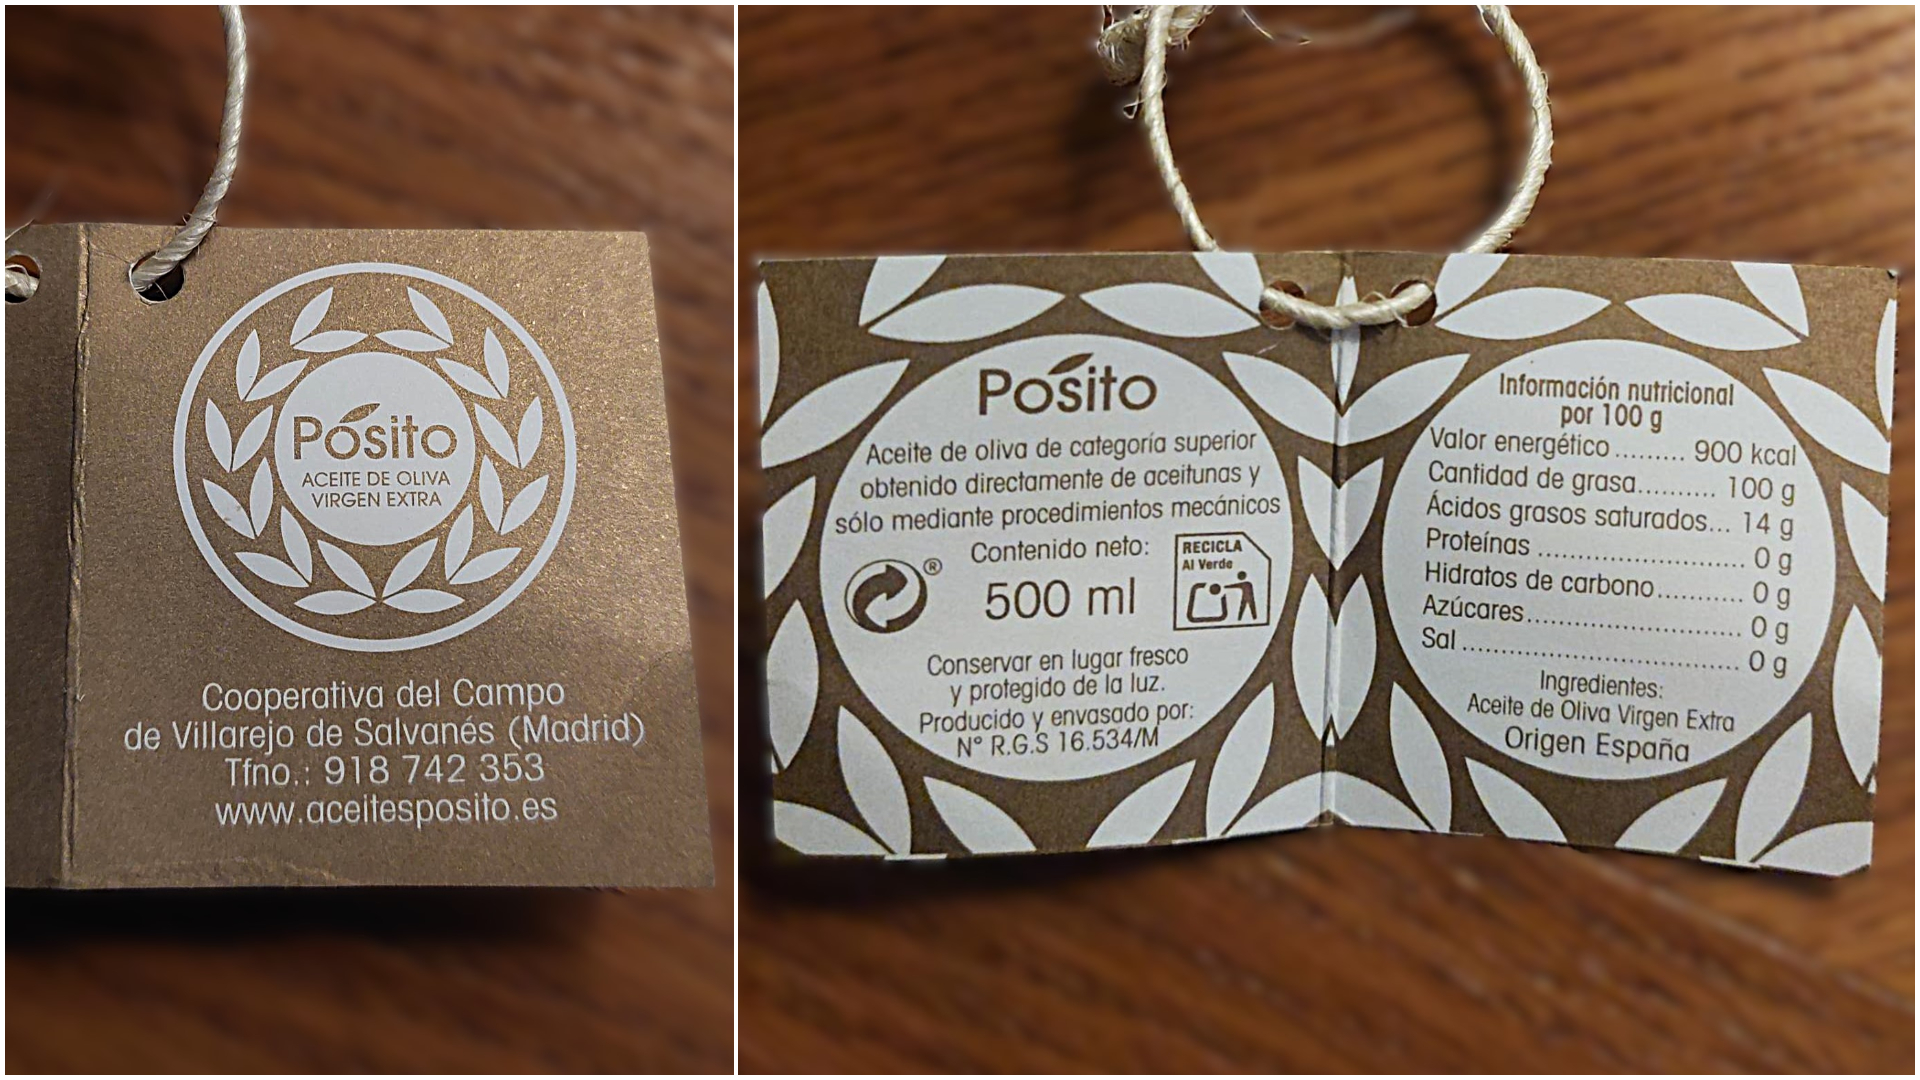 Pósito
ACEITE DE OLIVA
VIRGEN EXTRA
Cooperativa del Campo
de Villarejo de Salvanés (Madrid)
Tfno.: 918 742 353
www.aceitesposito.es
Pósito
Aceite de oliva de categoría superior
obtenido directamente de aceitunas y
sólo mediante procedimientos mecánicos
Contenido neto:
500 ml
®
RECICLA
Al Verde
Conservar en lugar fresco
y protegido de la luz.
Producido y envasado por:
N° R.G.S 16.534/M
Información nutricional
por 100 g
Valor energético ......... 900 kcal
Cantidad de grasa.......... 100 g
Ácidos grasos saturados... 14 g
Proteínas .......................... 0 g
Hidratos de carbono........... 0 g
Azúcares........................... 0 g
Sal ................................... 0 g
Ingredientes:
Aceite de Oliva Virgen Extra
Origen España